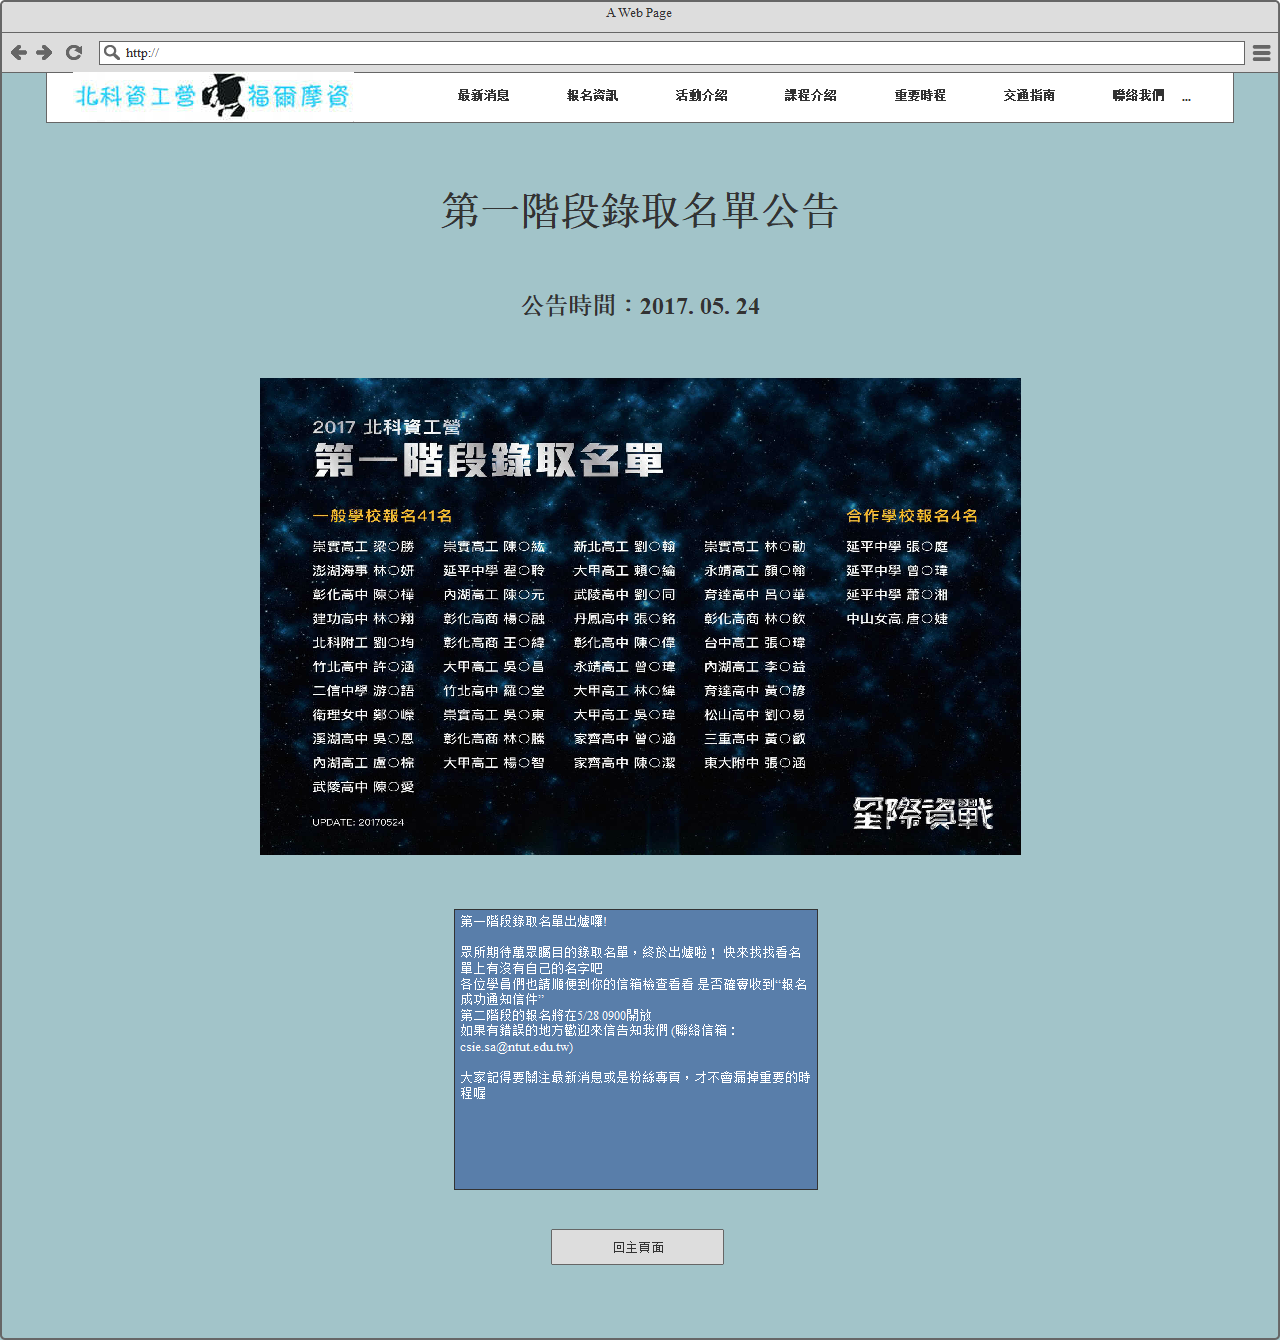 A Web Page
http://
北科資工營 福爾摩資
最新消息 報名資訊 活動介紹 課程介紹 重要時程 交通指南 聯絡我們 ...
第一階段錄取名單公告
公告時間：2017. 05. 24
2017 北科資工營
第一階段錄取名單
一般學校報名41名 合作學校報名4名
崇實高工 梁○勝 崇實高工 陳○紘 新北高工 劉○翰 崇實高工 林○勳 延平中學 張○庭
澎湖海事 林○妍 延平中學 翟○聆 大甲高工 賴○綸 永靖高工 顏○翰 延平中學 曾○瑋
彰化高中 陳○樺 內湖高工 陳○元 武陵高中 劉○同 育達高中 呂○華 延平中學 蕭○湘
建功高中 林○翔 彰化高商 楊○融 丹鳳高中 張○銘 彰化高商 林○欽 中山女高 唐○婕
北科附工 劉○均 彰化高商 王○緯 彰化高中 陳○偉 台中高工 張○瑋
竹北高中 許○涵 大甲高工 吳○昌 永靖高工 曾○瑋 內湖高工 李○益
二信中學 游○語 竹北高中 羅○堂 大甲高工 林○緯 育達高中 黃○諺
衛理女中 鄭○嶸 崇實高工 吳○東 大甲高工 吳○瑋 松山高中 劉○易
溪湖高中 吳○恩 彰化高商 林○騰 家齊高中 曾○涵 三重高中 黃○叡
內湖高工 盧○棕 大甲高工 楊○智 家齊高中 陳○潔 東大附中 張○涵
武陵高中 陳○愛
UPDATE: 20170524
星際資戰
第一階段錄取名單出爐囉!
眾所期待萬眾矚目的錄取名單，終於出爐啦！ 快來找找看名
單上有沒有自己的名字吧
各位學員們也請順便到你的信箱檢查看看 是否確實收到“報名
成功通知信件”
第二階段的報名將在5/28 0900開放
如果有錯誤的地方歡迎來信告知我們 (聯絡信箱：
csie.sa@ntut.edu.tw)
大家記得要關注最新消息或是粉絲專頁，才不會漏掉重要的時
程喔
回主頁面